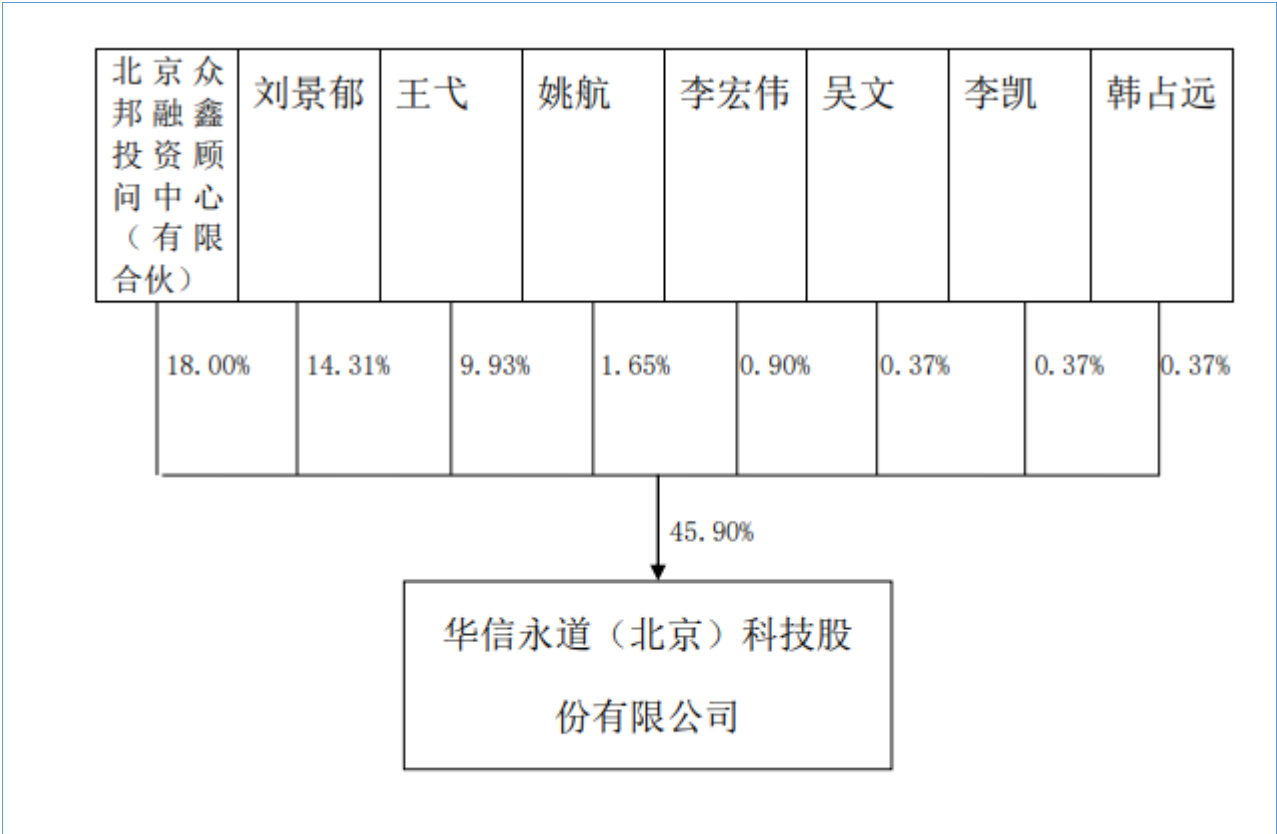 北京众
邦融鑫
投资顾
问中心
（有限
合伙）
刘景郁
王弋
姚航
李宏伟
吴文
李凯
韩占远
18.00%
14.31%
9.93%
1.65%
0.90%
0.37%
0.37%
0.37%
45.90%
华信永道（北京）科技股
份有限公司